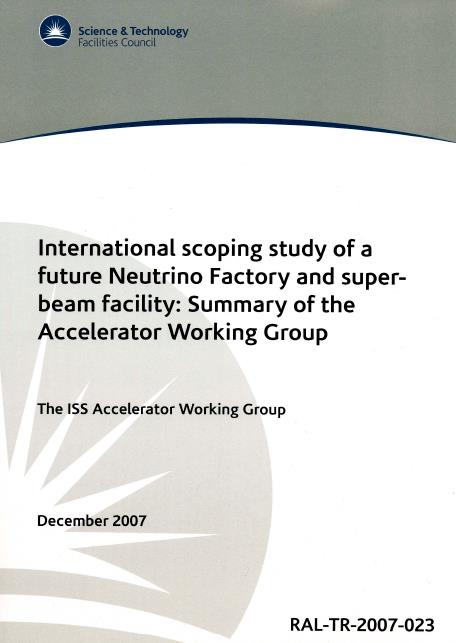 Science & Technology
Facilities Council
International scoping study of a
future Neutrino Factory and super-
beam facility: Summary of the
Accelerator Working Group
The ISS Accelerator Working Group
December 2007
RAL-TR-2007-023